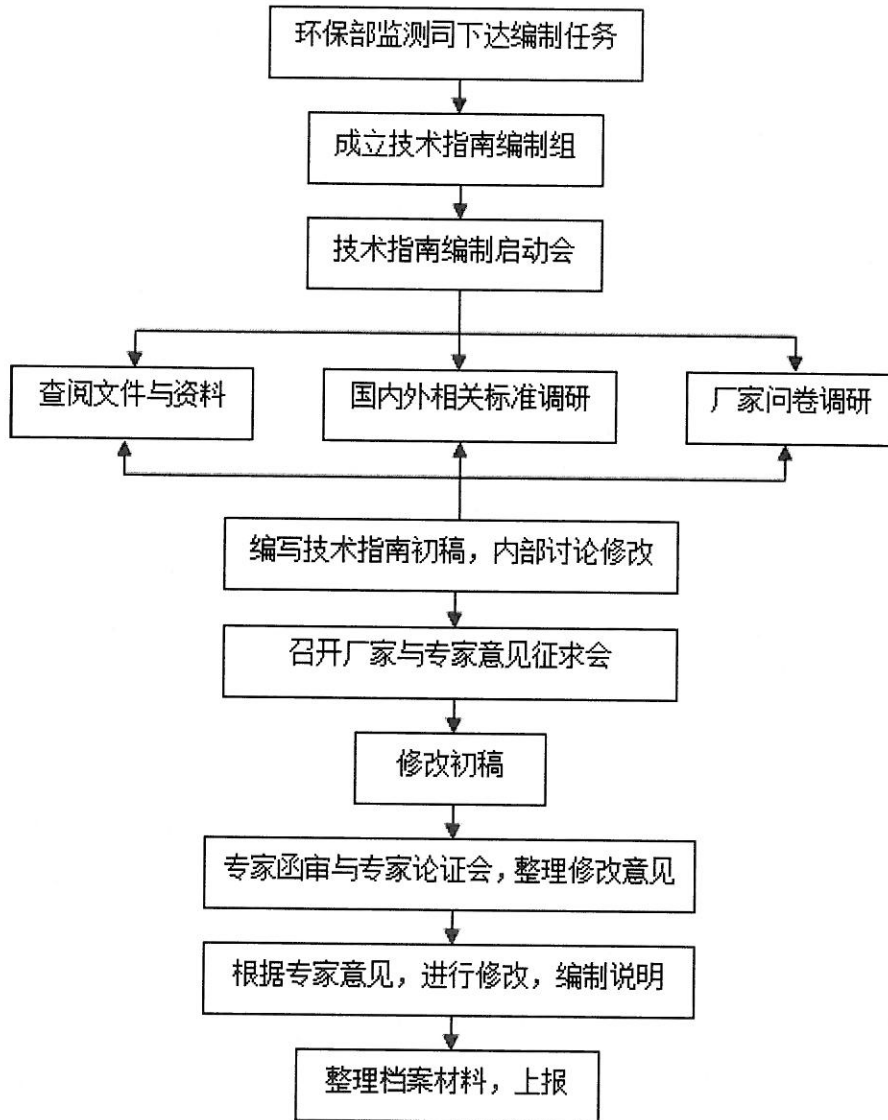 环保部监测司下达编制任务
成立技术指南编制组
技术指南编制启动会
查阅文件与资料
国内外相关标准调研
厂家问卷调研
编写技术指南初稿，内部讨论修改
召开厂家与专家意见征求会
修改初稿
专家函审与专家论证会，整理修改意见
根据专家意见，进行修改，编制说明
整理档案材料，上报